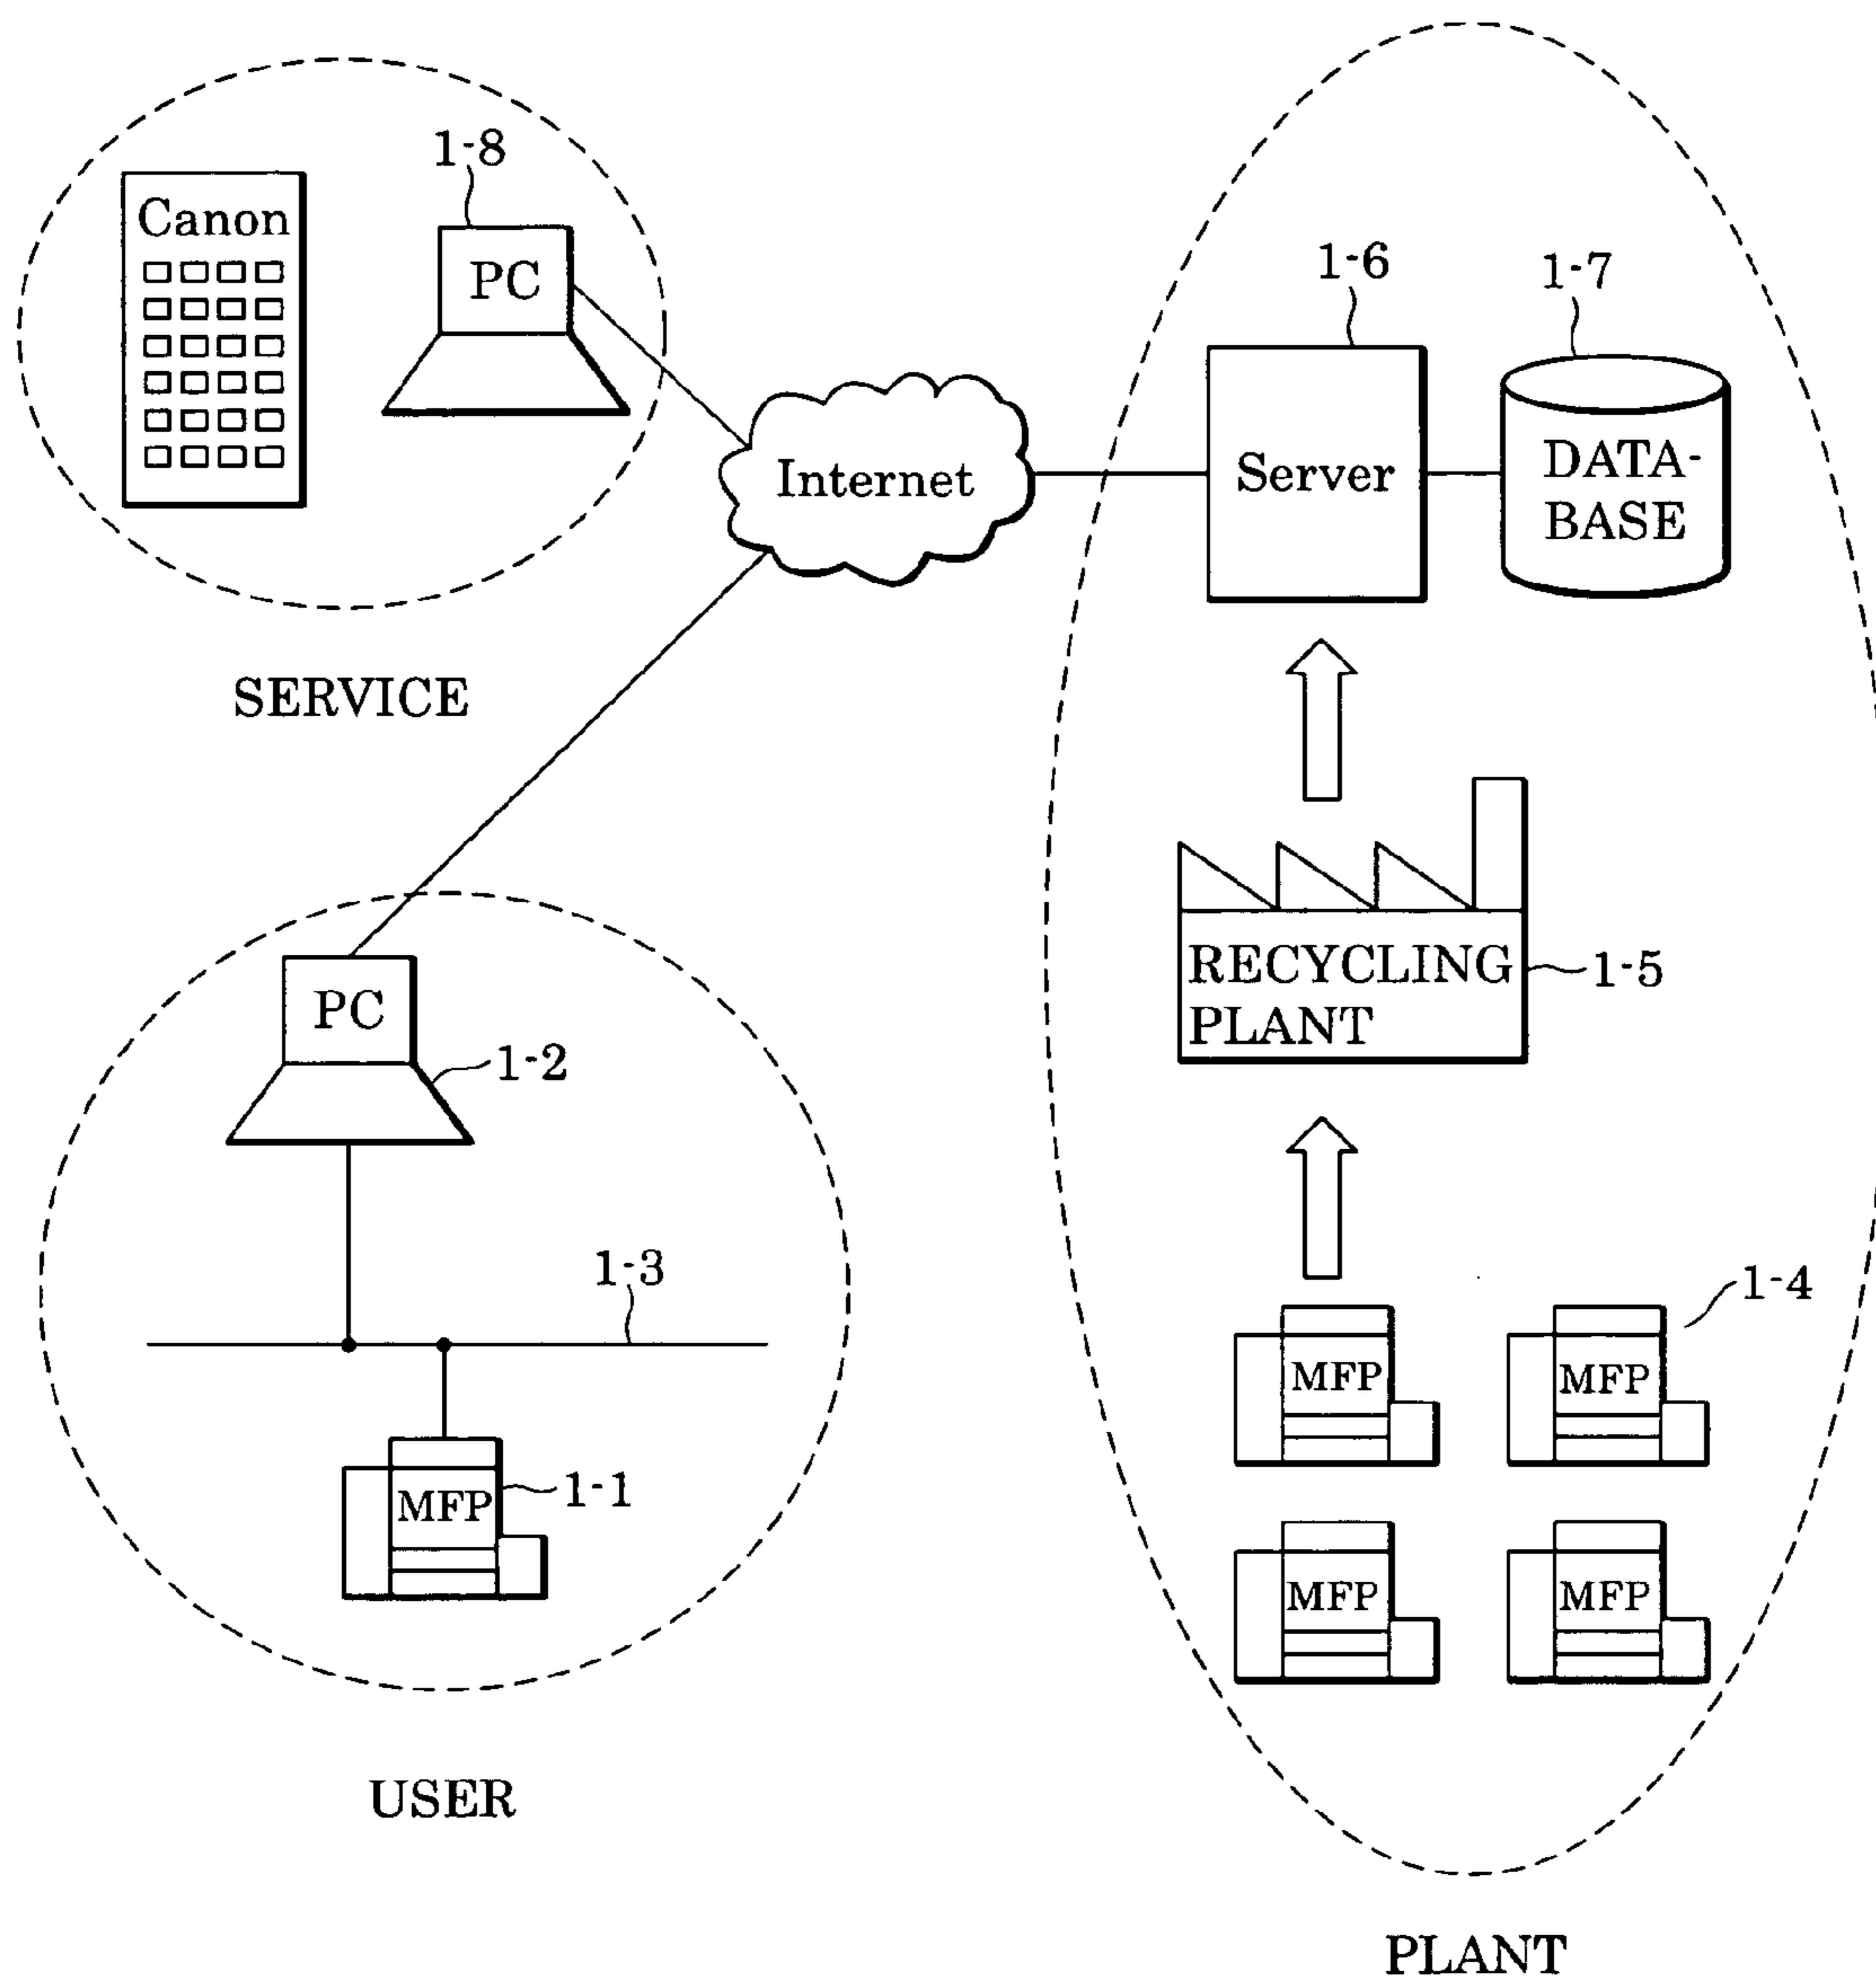 1-8
Canon
PC
SERVICE
Internet
1-6
1-7
Server
DATA-
BASE
RECYCLING
PLANT
1-5
PC
1-2
1-3
MFP
1-1
USER
1-4
MFP
MFP
MFP
MFP
PLANT